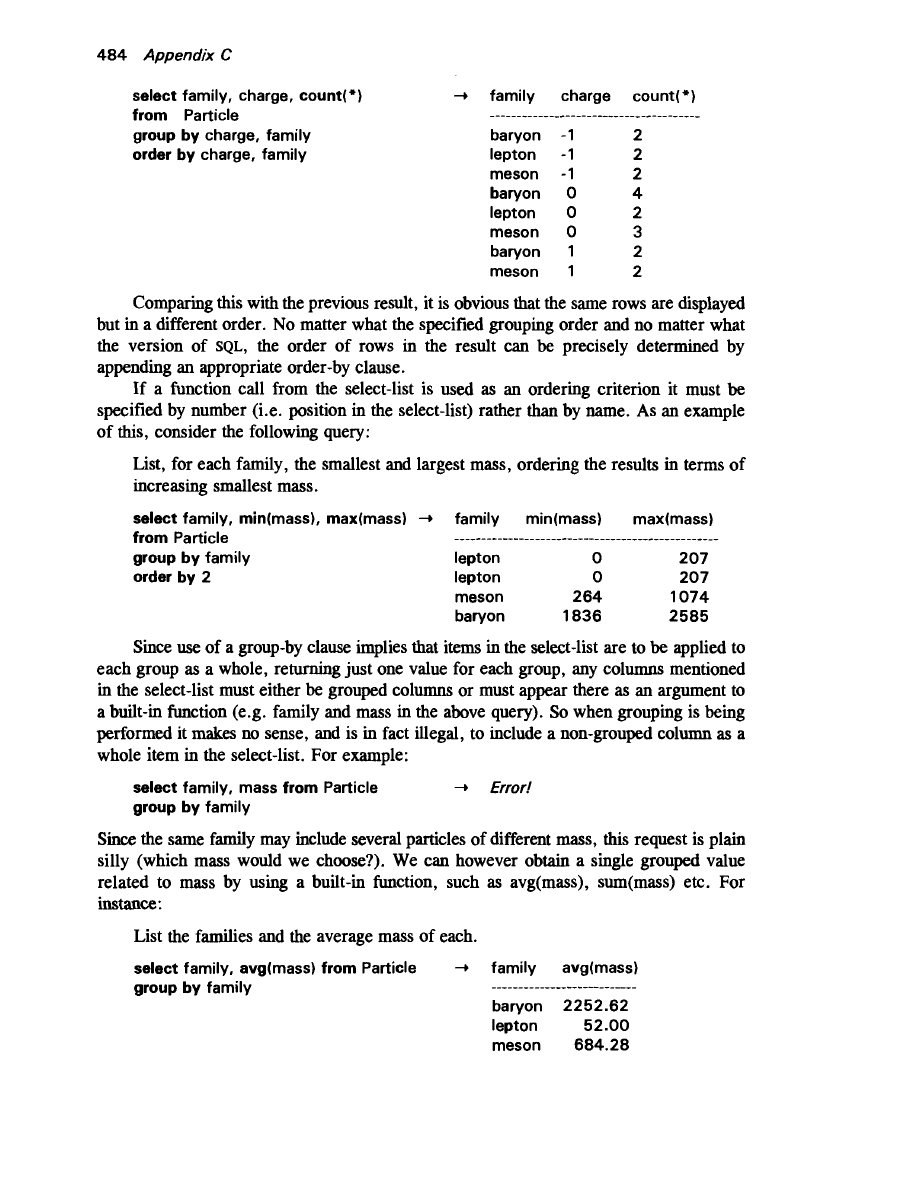 484 Appendix C
select family, charge, count(*) → family charge count(*)
from Particle ----------------------------------------
group by charge, family baryon -1 2
order by charge, family lepton -1 2
meson -1 2
baryon 0 4
lepton 0 2
meson 0 3
baryon 1 2
meson 1 2
Comparing this with the previous result, it is obvious that the same rows are displayed
but in a different order. No matter what the specified grouping order and no matter what
the version of SQL, the order of rows in the result can be precisely determined by
appending an appropriate order-by clause.
If a function call from the select-list is used as an ordering criterion it must be
specified by number (i.e. position in the select-list) rather than by name. As an example
of this, consider the following query:
List, for each family, the smallest and largest mass, ordering the results in terms of
increasing smallest mass.
select family, min(mass), max(mass) → family min(mass) max(mass)
from Particle --------------------------------------------------
group by family lepton 0 207
order by 2 lepton 0 207
meson 264 1074
baryon 1836 2585
Since use of a group-by clause implies that items in the select-list are to be applied to
each group as a whole, returning just one value for each group, any columns mentioned
in the select-list must either be grouped columns or must appear there as an argument to
a built-in function (e.g. family and mass in the above query). So when grouping is being
performed it makes no sense, and is in fact illegal, to include a non-grouped column as a
whole item in the select-list. For example:
select family, mass from Particle → Error!
group by family
Since the same family may include several particles of different mass, this request is plain
silly (which mass would we choose?). We can however obtain a single grouped value
related to mass by using a built-in function, such as avg(mass), sum(mass) etc. For
instance:
List the families and the average mass of each.
select family, avg(mass) from Particle → family avg(mass)
group by family ---------------------------
baryon 2252.62
lepton 52.00
meson 684.28